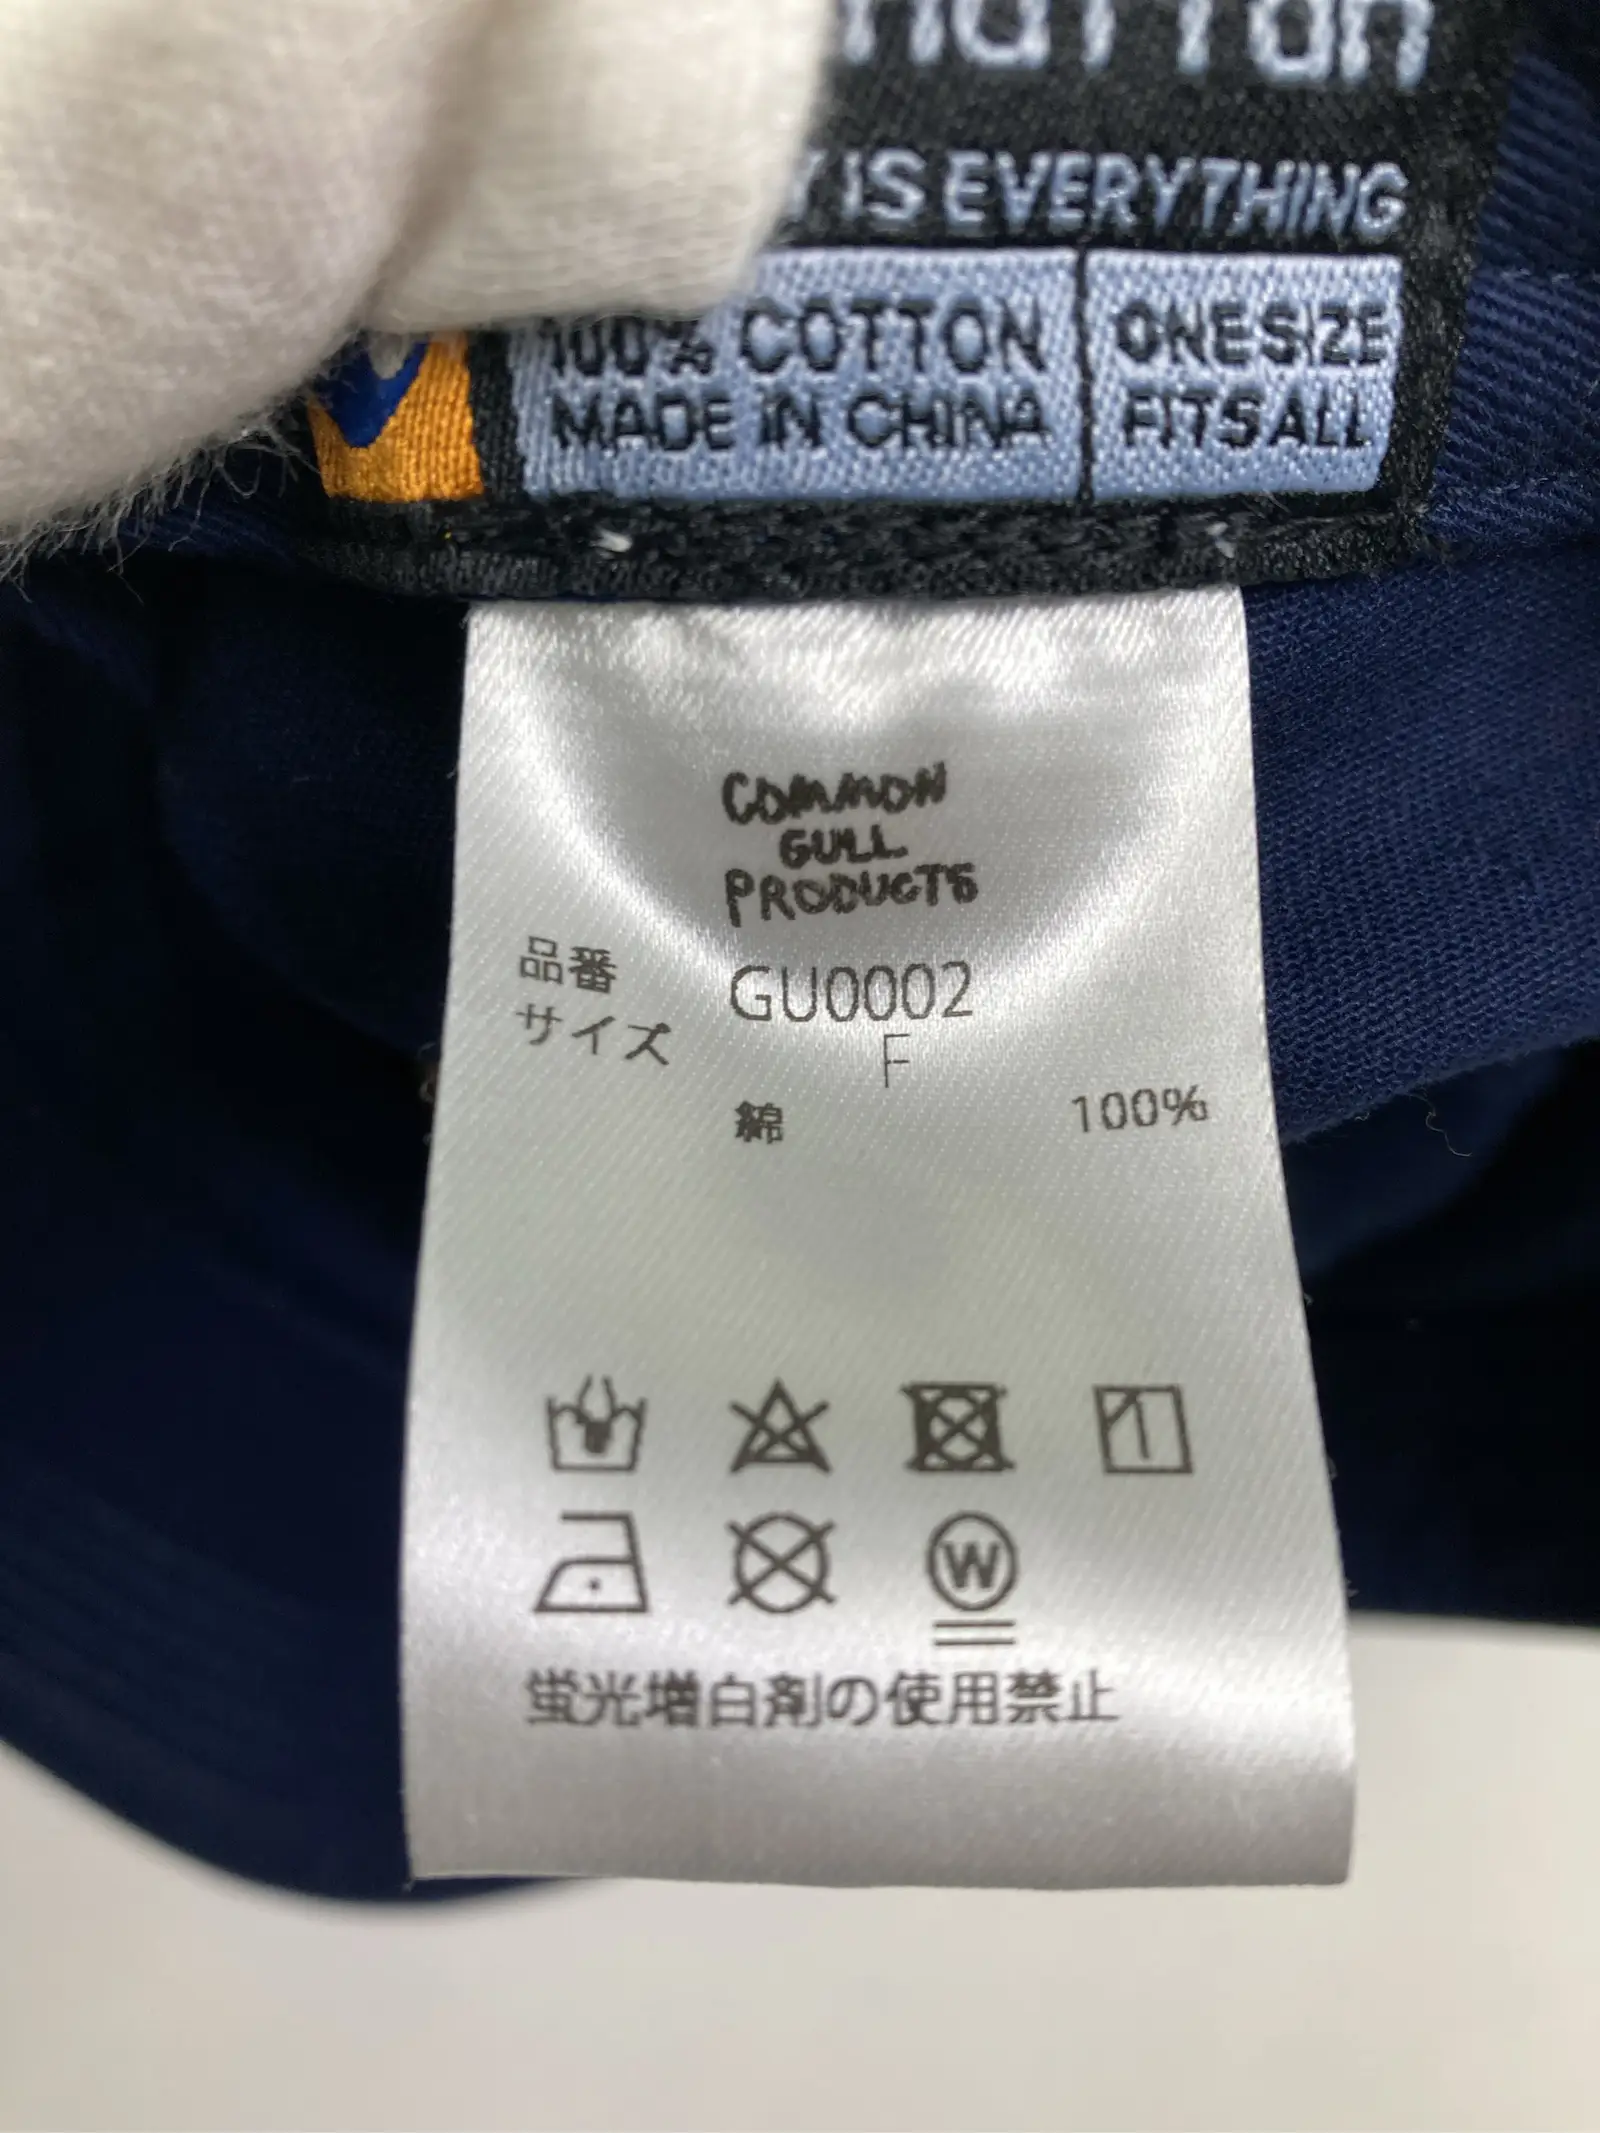 IS EVERYTHING
100% COTTON
MADE IN CHINA
ONE SIZE
FITS ALL
COMMON
GULL
PRODUCTS
品番 GU0002
サイズ F
綿 100%
W
蛍光増白剤の使用禁止